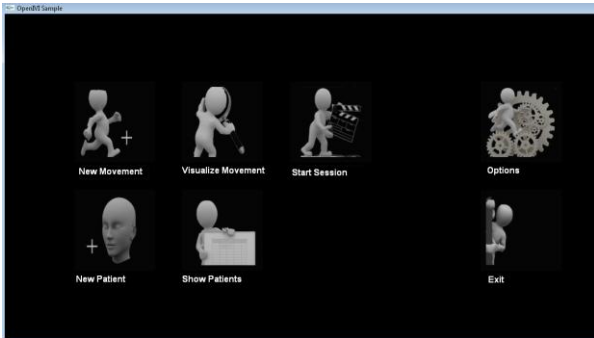 OpenNI Sample
New Movement
Visualize Movement
Start Session
Options
New Patient
Show Patients
Exit